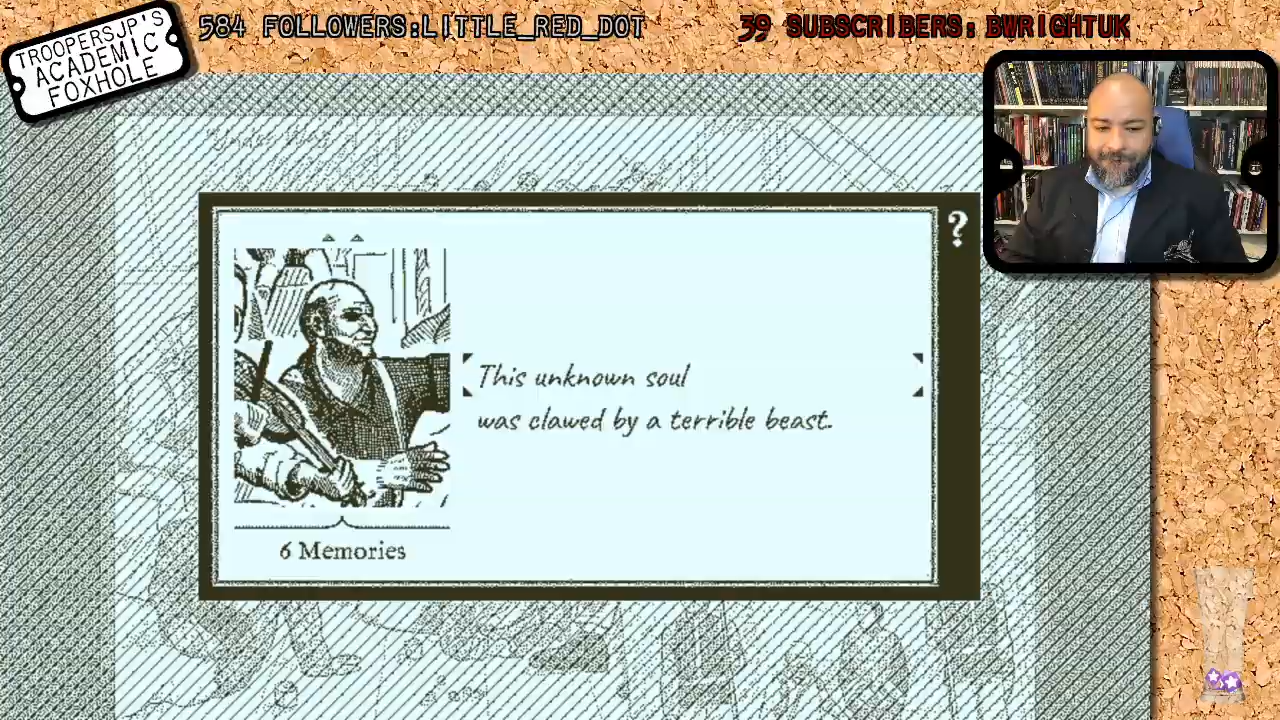 TROOPERSJP'S
ACADEMIC
FOXHOLE
584 FOLLOWERS:LITTLE_RED_DOT
39 SUBSCRIBERS: BWRIGHTUK
?
This unknown soul
was clawed by a terrible beast.
6 Memories